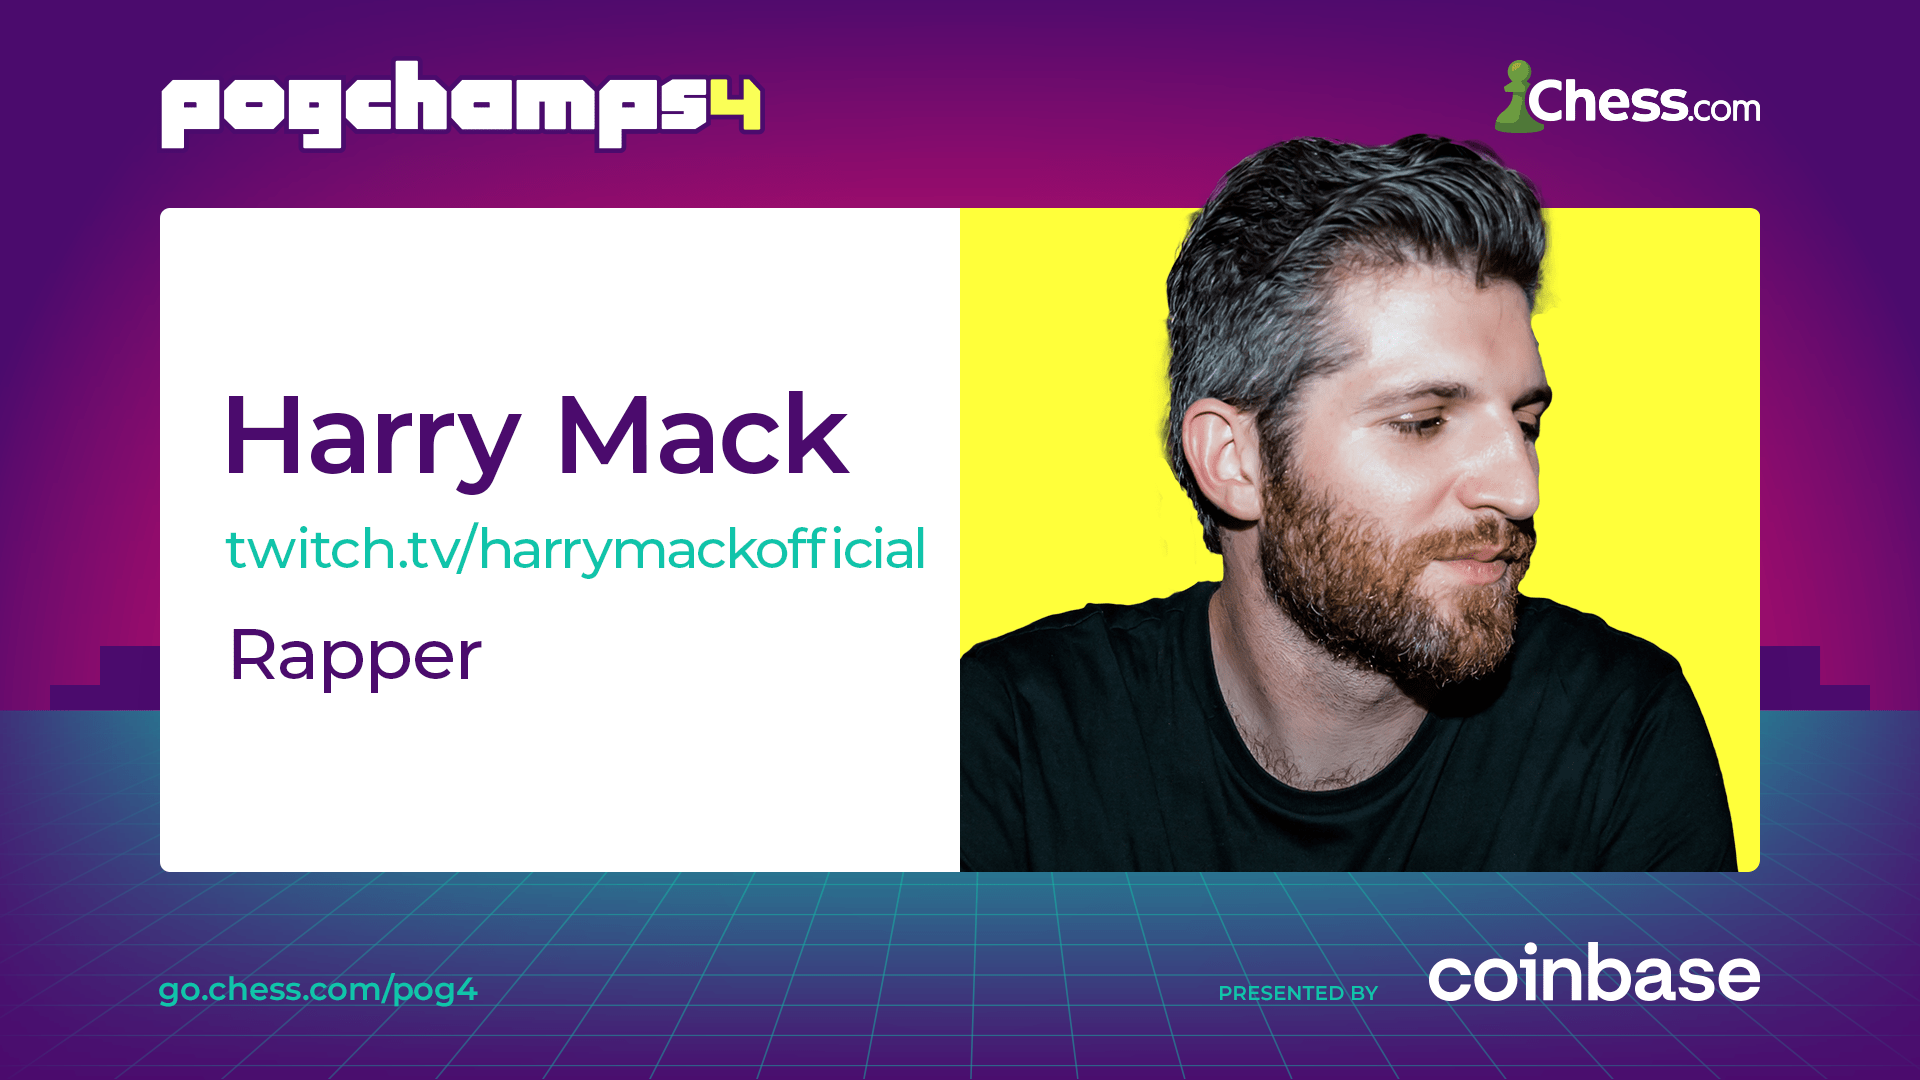 pogchamps4
Chess.com
Harry Mack
twitch.tv/harrymackofficial
Rapper
go.chess.com/pog4
PRESENTED BY
coinbase